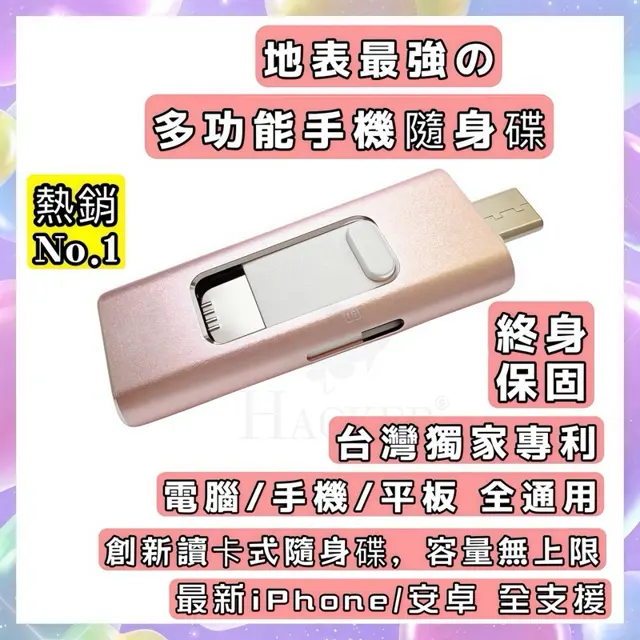 地表最強の
多功能手機隨身碟
熱銷
No.1
終身
保固
HACKER®
台灣獨家專利
電腦/手機/平板 全通用
創新讀卡式隨身碟，容量無上限
最新iPhone/安卓 全支援